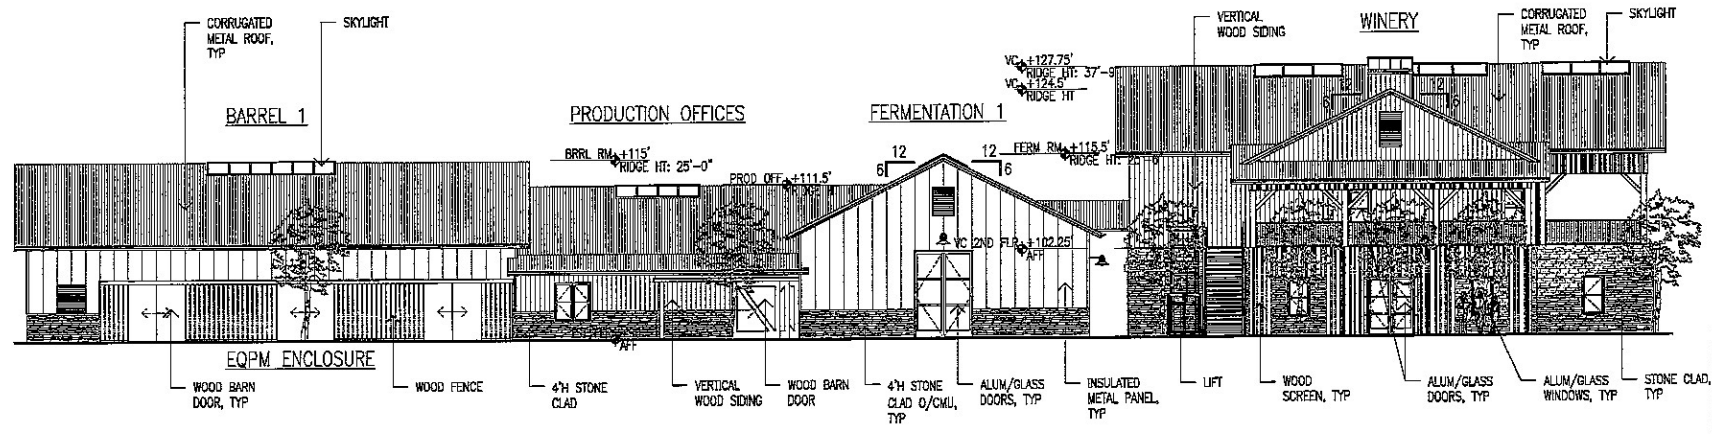 CORRUGATED
METAL ROOF,
TYP
SKYLIGHT
VERTICAL
WOOD SIDING
WINERY
CORRUGATED
METAL ROOF,
TYP
SKYLIGHT
BARREL 1
PRODUCTION OFFICES
FERMENTATION 1
VC +127.75'
RIDGE HT: 37'-9
VC +124.5'
RIDGE HT
12
6
12
6
BRRL RM +115'
RIDGE HT: 25'-0"
PROD OFF +111.5'
12
6
12
6
FERM RM +115.5'
RIDGE HT:
VC 2ND FLR +102.25'
AFF
AFF
EQPM ENCLOSURE
WOOD BARN
DOOR, TYP
WOOD FENCE
4'H STONE
CLAD
VERTICAL
WOOD SIDING
WOOD BARN
DOOR
4'H STONE
CLAD O/CMU,
TYP
ALUM/GLASS
DOORS, TYP
INSULATED
METAL PANEL,
TYP
LIFT
WOOD
SCREEN, TYP
ALUM/GLASS
DOORS, TYP
ALUM/GLASS
WINDOWS, TYP
STONE CLAD,
TYP